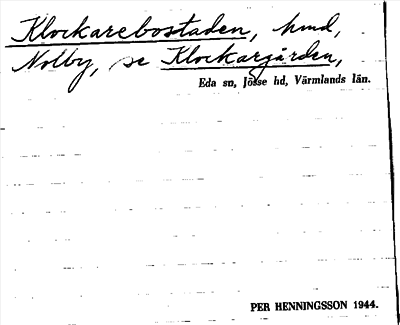 Klockarebostaden, hmd,
Nolby, se Klockargården,
Eda sn, Jösse hd, Värmlands län.
PER HENNINGSSON 1944.